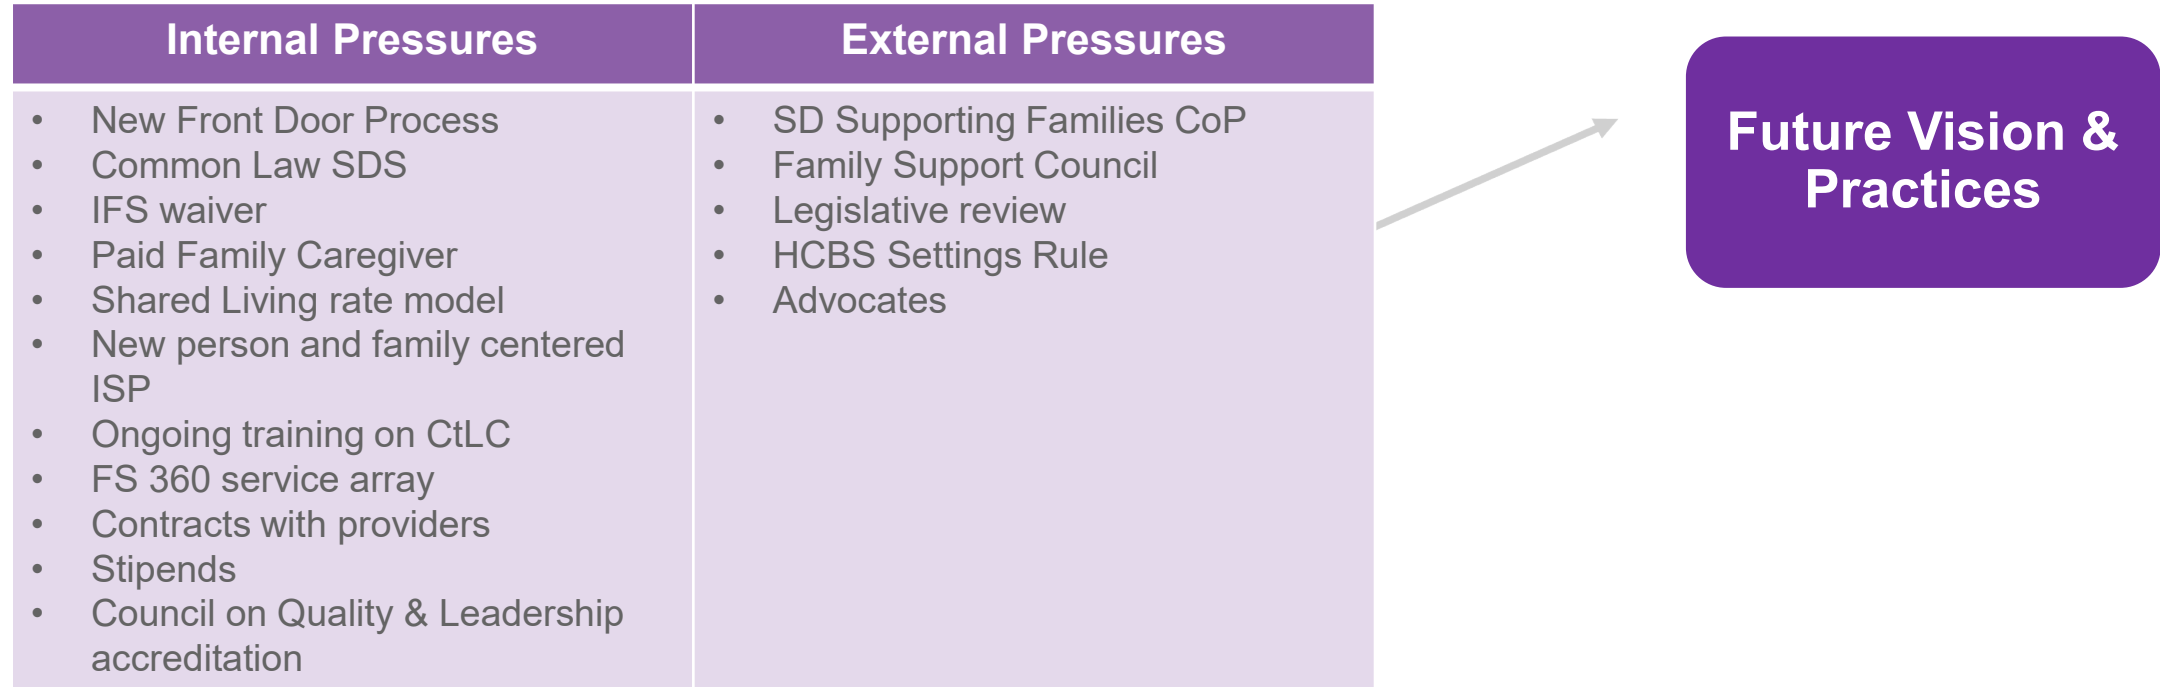 Internal Pressures
• New Front Door Process
• Common Law SDS
• IFS waiver
• Paid Family Caregiver
• Shared Living rate model
• New person and family centered
ISP
• Ongoing training on CtLC
• FS 360 service array
• Contracts with providers
• Stipends
• Council on Quality & Leadership
accreditation
External Pressures
• SD Supporting Families CoP
• Family Support Council
• Legislative review
• HCBS Settings Rule
• Advocates
Future Vision &
Practices